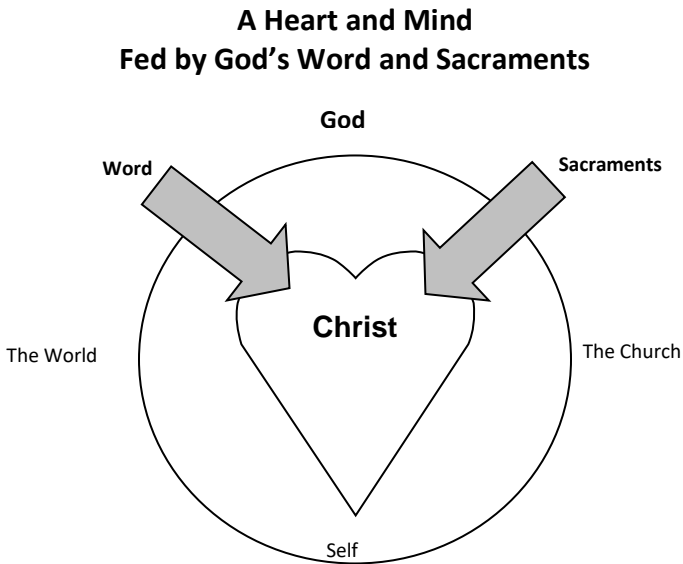 A Heart and Mind
Fed by God’s Word and Sacraments
God
Word
Sacraments
Christ
The World
The Church
Self